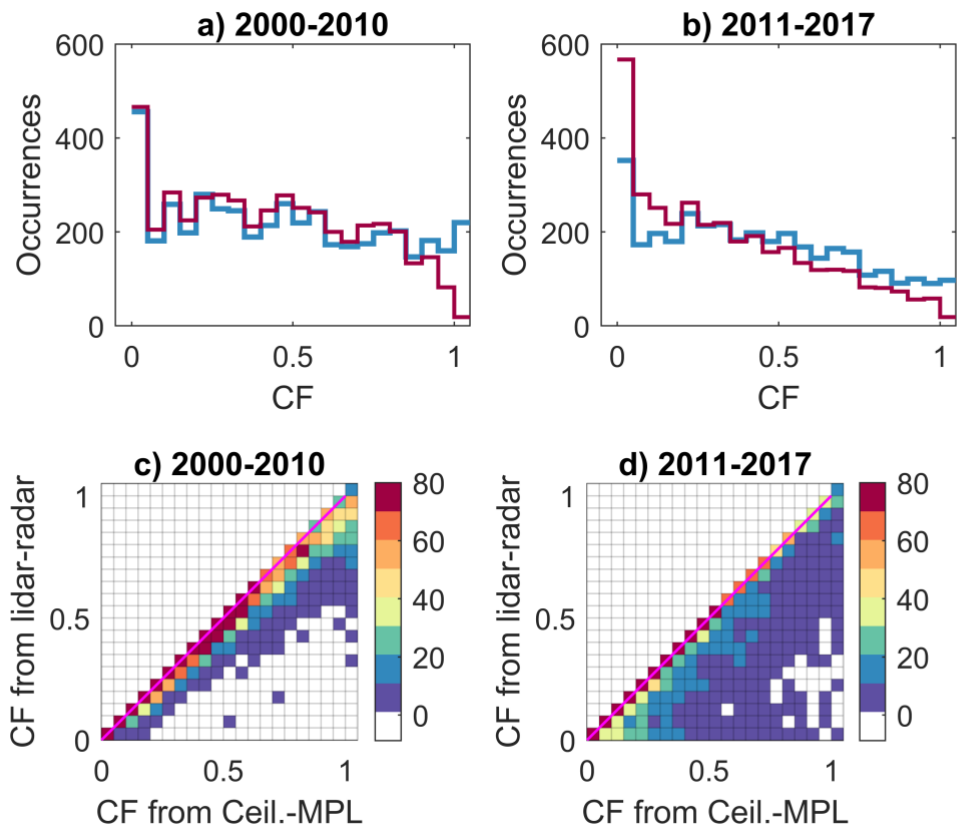 a) 2000-2010
600
400
200
0
Occurrences
0 0.5 1
CF
b) 2011-2017
600
400
200
0
Occurrences
0 0.5 1
CF
c) 2000-2010
1
0.5
0
CF from lidar-radar
0 0.5 1
CF from Ceil.-MPL
80
60
40
20
0
d) 2011-2017
1
0.5
0
CF from lidar-radar
0 0.5 1
CF from Ceil.-MPL
80
60
40
20
0